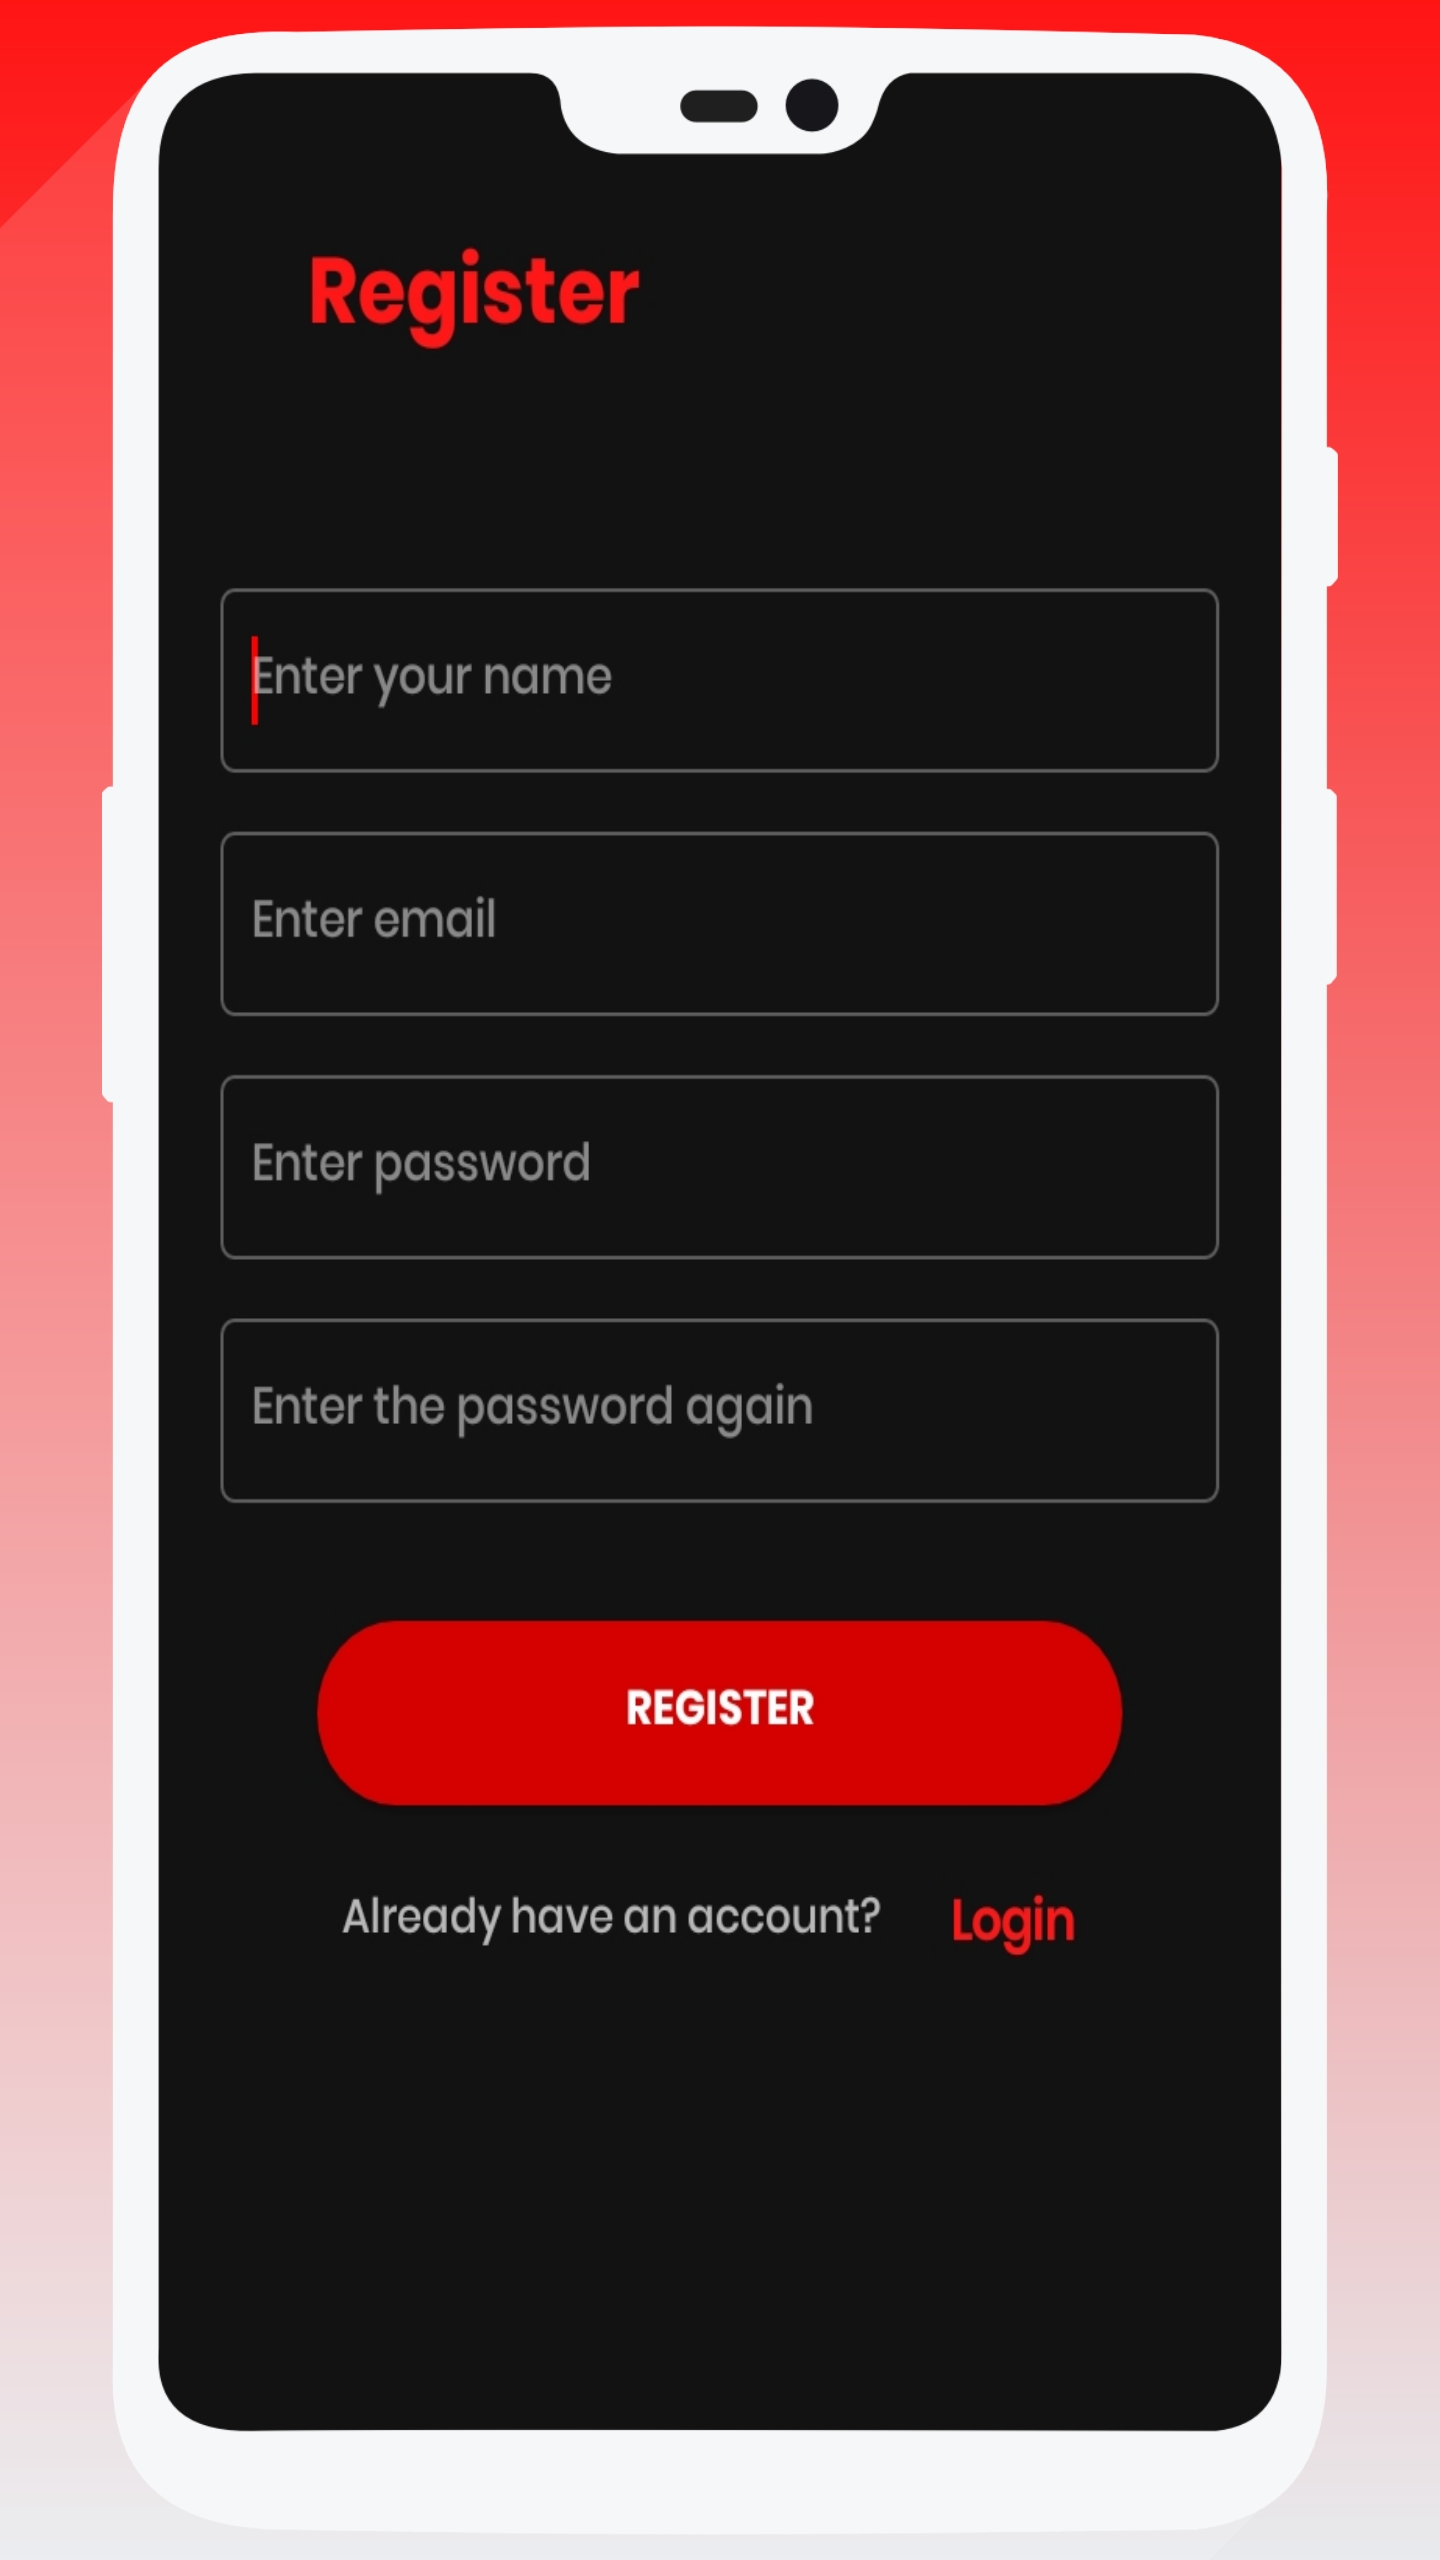 Register
Enter your name
Enter email
Enter password
Enter the password again
REGISTER
Already have an account? Login